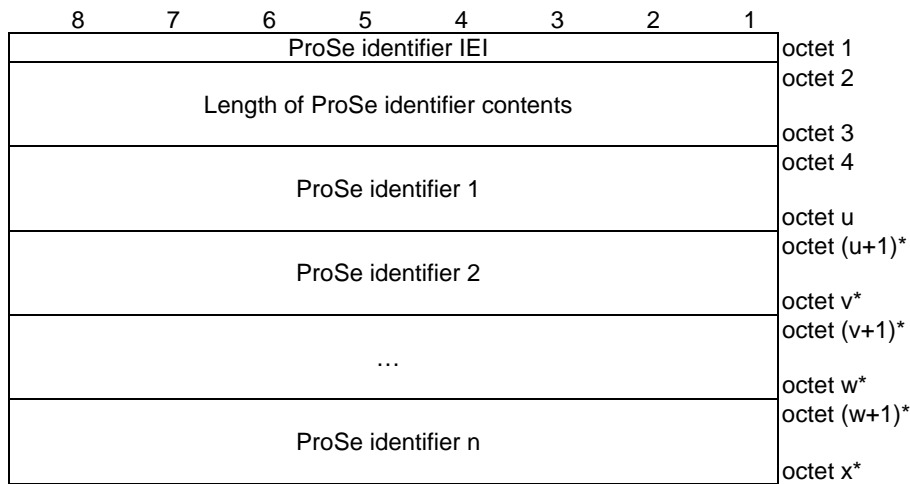 8 7 6 5 4 3 2 1
ProSe identifier IEI octet 1
octet 2
Length of ProSe identifier contents
octet 3
octet 4
ProSe identifier 1
octet u
octet (u+1)*
ProSe identifier 2
octet v*
octet (v+1)*
…
octet w*
octet (w+1)*
ProSe identifier n
octet x*